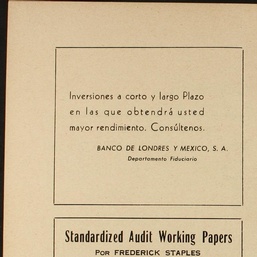 Inversiones a corto y largo Plazo
en las que obtendrá usted
mayor rendimiento. Consúltenos.
BANCO DE LONDRES Y MEXICO, S. A.
Departamento Fiduciario
Standardized Audit Working Papers
POR FREDERICK STAPLES